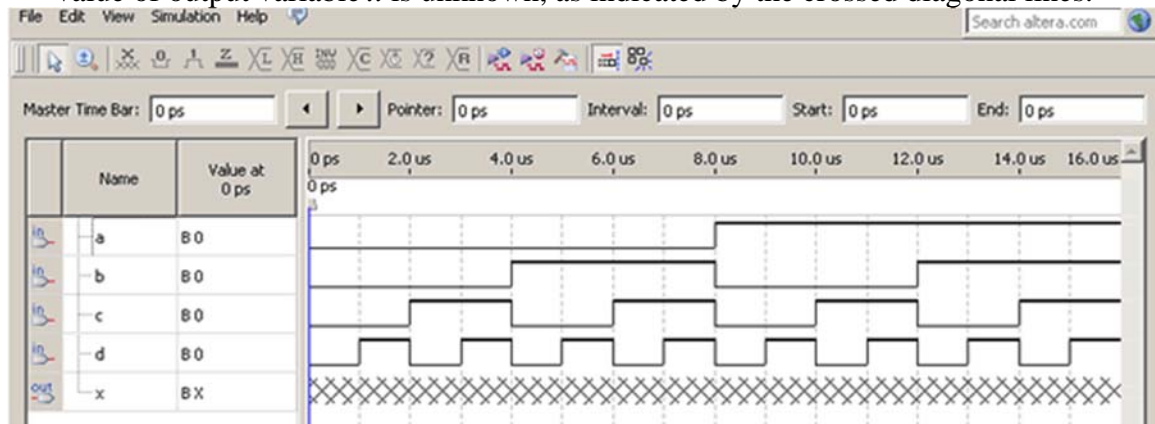 value of output variable x is unknown, as indicated by the crossed diagonal lines.
File Edit View Simulation Help
Search altera.com
Master Time Bar: 0 ps Pointer: 0 ps Interval: 0 ps Start: 0 ps End: 0 ps
Name Value at 0 ps
0 ps 2.0 us 4.0 us 6.0 us 8.0 us 10.0 us 12.0 us 14.0 us 16.0 us
0 ps
a B 0
b B 0
c B 0
d B 0
x B X